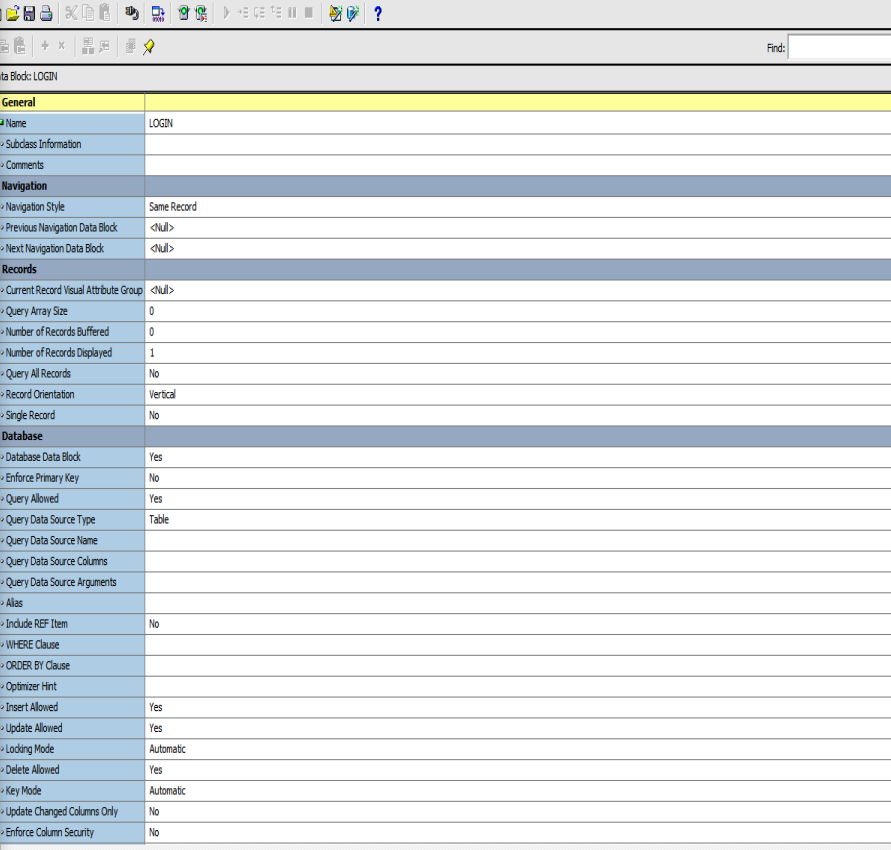 Find:
ta Block: LOGIN
General
Name LOGIN
Subclass Information
Comments
Navigation
Navigation Style Same Record
Previous Navigation Data Block <Null>
Next Navigation Data Block <Null>
Records
Current Record Visual Attribute Group <Null>
Query Array Size 0
Number of Records Buffered 0
Number of Records Displayed 1
Query All Records No
Record Orientation Vertical
Single Record No
Database
Database Data Block Yes
Enforce Primary Key No
Query Allowed Yes
Query Data Source Type Table
Query Data Source Name
Query Data Source Columns
Query Data Source Arguments
Alias
Include REF Item No
WHERE Clause
ORDER BY Clause
Optimizer Hint
Insert Allowed Yes
Update Allowed Yes
Locking Mode Automatic
Delete Allowed Yes
Key Mode Automatic
Update Changed Columns Only No
Enforce Column Security No